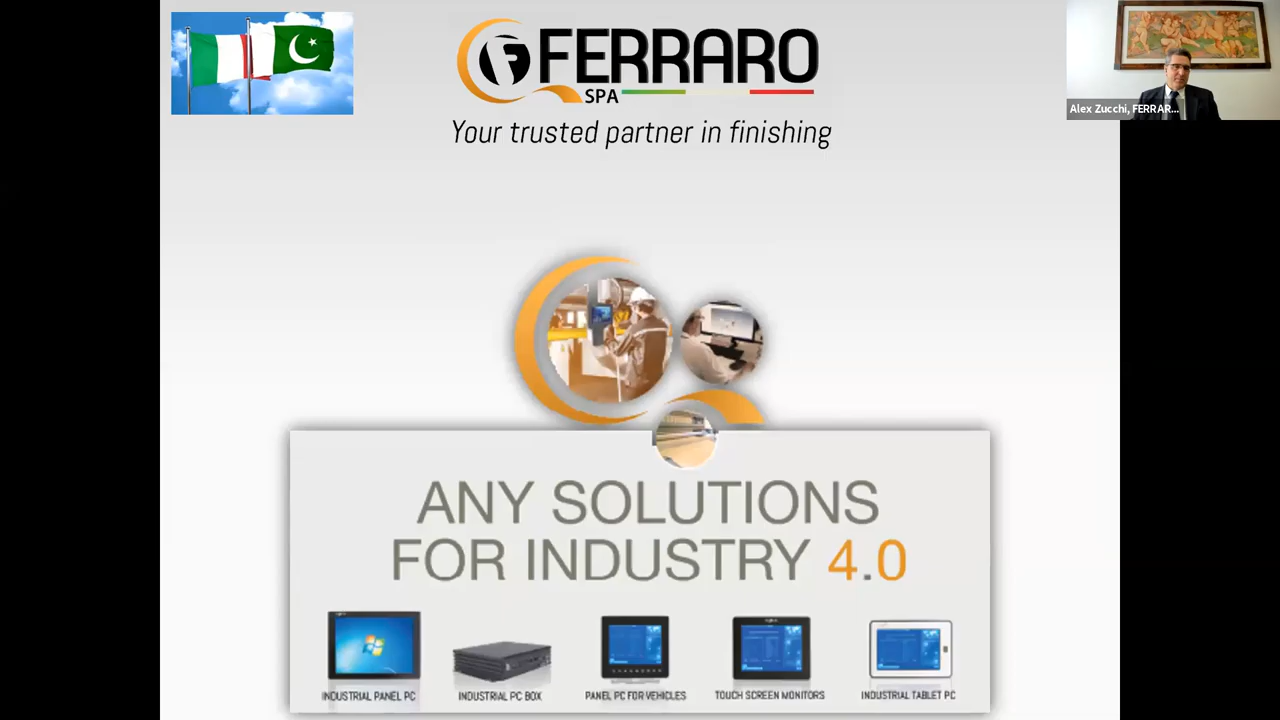 FERRARO
SPA
Your trusted partner in finishing
Alex Zucchi, FERRAR...
ANY SOLUTIONS
FOR INDUSTRY 4.0
INDUSTRIAL PANEL PC
INDUSTRIAL PC BOX
PANEL PC FOR VEHICLES
TOUCH SCREEN MONITORS
INDUSTRIAL TABLET PC